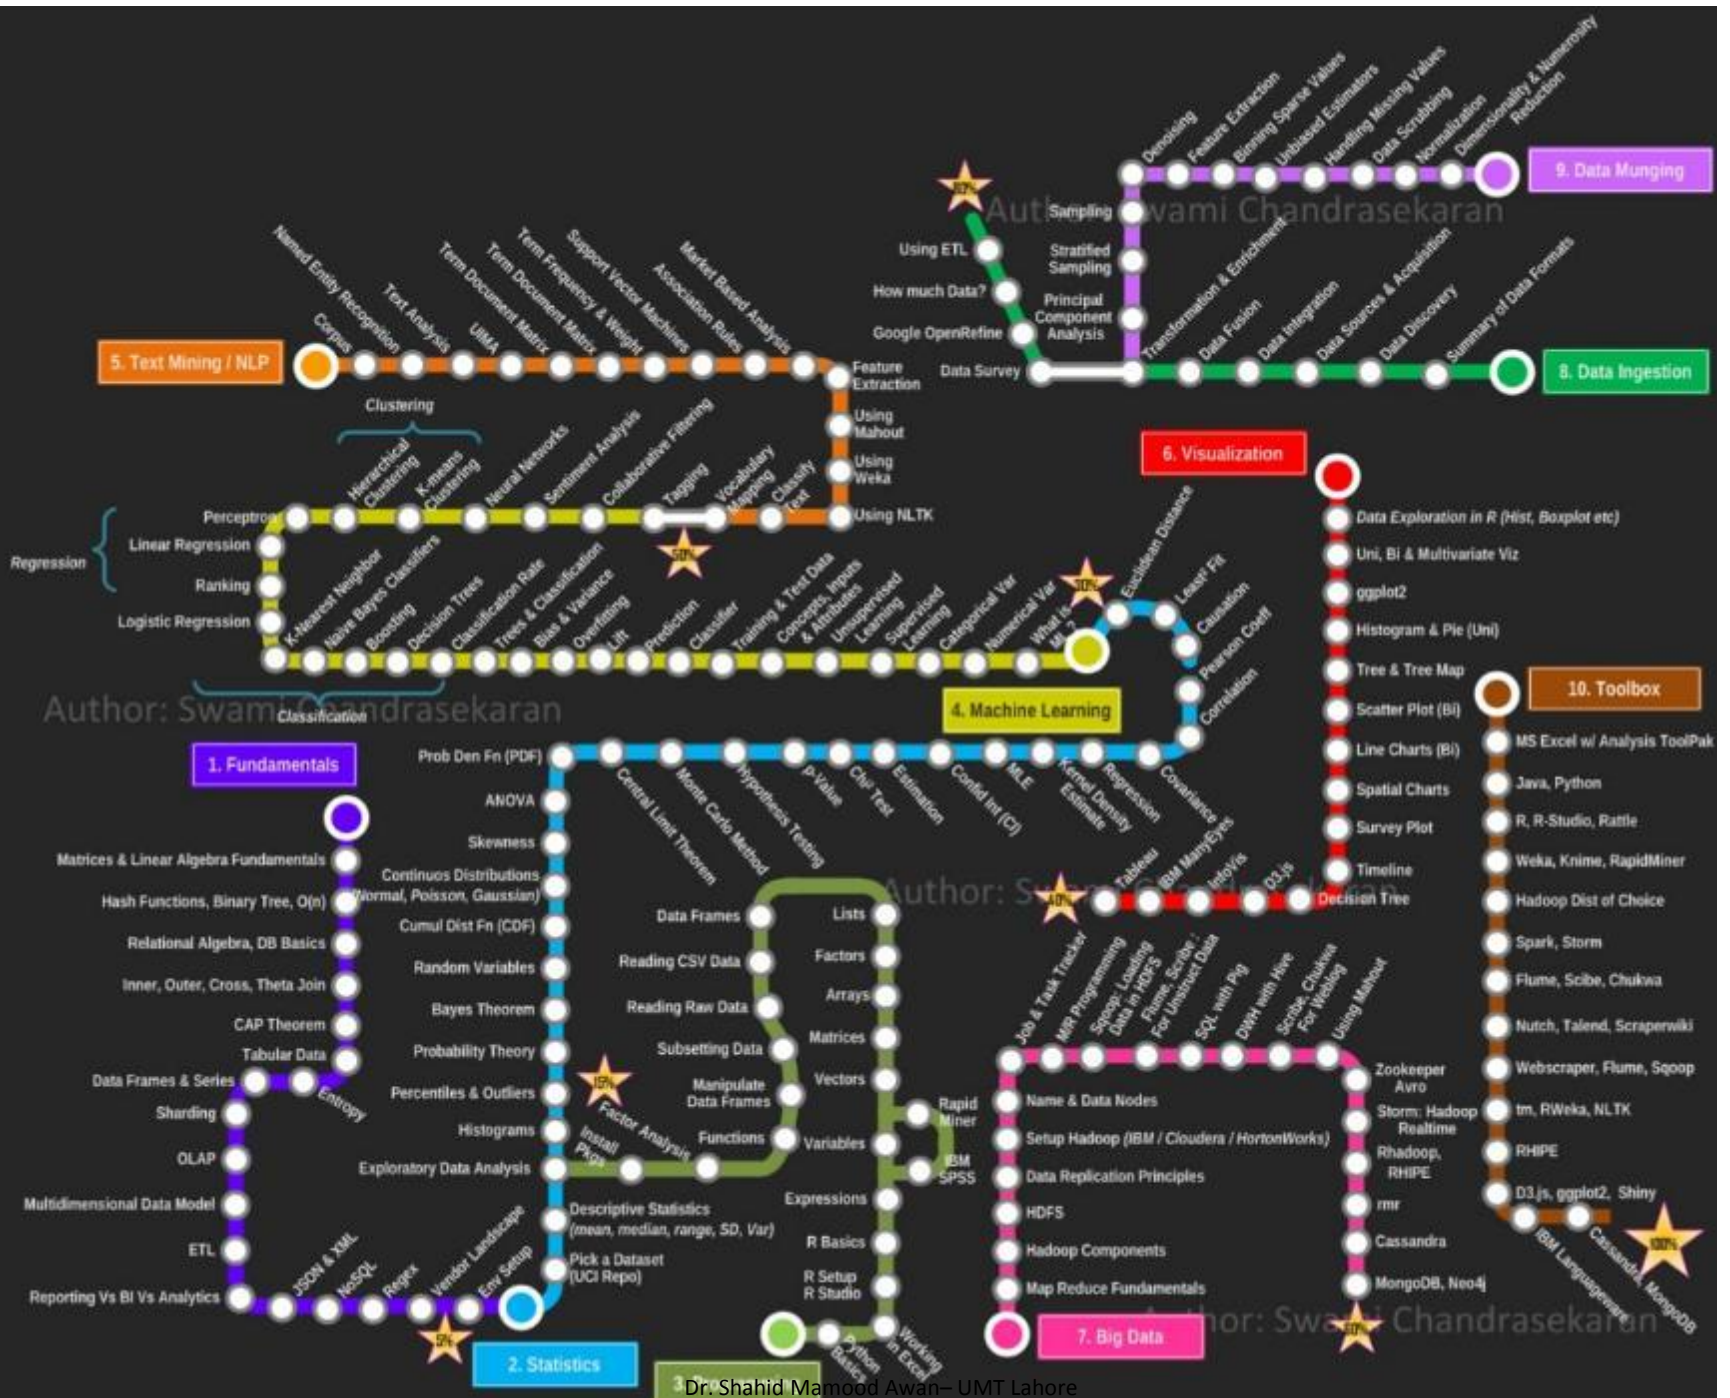 Denoising
Feature Extraction
Binning Sparse Values
Unbiased Estimators
Handling Missing Values
Data Scrubbing
Normalization
Dimensionality & Numerosity
Reduction
9. Data Munging
80%
Author: Swami Chandrasekaran
Sampling
Stratified
Sampling
Principal
Component
Analysis
Using ETL
How much Data?
Google OpenRefine
Data Survey
Transformation & Enrichment
Data Fusion
Data Integration
Data Sources & Acquisition
Data Discovery
Summary of Data Formats
8. Data Ingestion
5. Text Mining / NLP
Corpus
Named Entity Recognition
Text Analysis
UIMA
Term Document Matrix
Term Document Matrix
Term Frequency & Weight
Support Vector Machines
Association Rules
Market Based Analysis
Feature
Extraction
Using
Mahout
Using
Weka
Using NLTK
Classify
Text
Vocabulary
Mapping
Tagging
50%
Collaborative Filtering
Sentiment Analysis
Neural Networks
K-means
Clustering
Hierarchical
Clustering
Clustering
Perceptron
Linear Regression
Regression
Ranking
Logistic Regression
K-Nearest Neighbor
Naive Bayes Classifiers
Boosting
Decision Trees
Classification Rate
Trees & Classification
Bias & Variance
Overfiting
Lift
Prediction
Classifier
Training & Test Data
Concepts, Inputs
& Attributes
Unsupervised
Learning
Supervised
Learning
Categorical Var
Numerical Var
What is
ML ?
Classification
4. Machine Learning
30%
Author: Swami Chandrasekaran
Euclidean Distance
Least² Fit
Causation
Pearson Coeff
Correlation
Covariance
Regression
Kernel Density
Estimate
MLE
Confid Int (CI)
Estimation
Chi² Test
p-Value
Hypothesis Testing
Monte Carlo Method
Central Limit Theorem
Prob Den Fn (PDF)
ANOVA
Skewness
Continuos Distributions
(Normal, Poisson, Gaussian)
Cumul Dist Fn (CDF)
Random Variables
Bayes Theorem
Probability Theory
Percentiles & Outliers
Histograms
Exploratory Data Analysis
Descriptive Statistics
(mean, median, range, SD, Var)
Pick a Dataset
(UCI Repo)
2. Statistics
1. Fundamentals
Matrices & Linear Algebra Fundamentals
Hash Functions, Binary Tree, O(n)
Relational Algebra, DB Basics
Inner, Outer, Cross, Theta Join
CAP Theorem
Tabular Data
Entropy
Data Frames & Series
Sharding
OLAP
Multidimensional Data Model
ETL
Reporting Vs BI Vs Analytics
JSON & XML
NoSQL
Regex
Vendor Landscape
Env Setup
5%
15%
Install
Pkgs
Factor Analysis
Functions
Manipulate
Data Frames
Subsetting Data
Reading Raw Data
Reading CSV Data
Data Frames
Lists
Factors
Arrays
Matrices
Vectors
Variables
Rapid
Miner
IBM
SPSS
Expressions
R Basics
R Setup
R Studio
Working
in Excel
Python
Basics
3. Programming
6. Visualization
Data Exploration in R (Hist, Boxplot etc)
Uni, Bi & Multivariate Viz
ggplot2
Histogram & Pie (Uni)
Tree & Tree Map
Scatter Plot (Bi)
Line Charts (Bi)
Spatial Charts
Survey Plot
Timeline
Decision Tree
D3.js
InfoVis
IBM ManyEyes
Tableau
40%
Author: Swami Chandrasekaran
Job & Task Tracker
M/R Programming
Sqoop: Loading
Data in HDFS
Flume, Scribe :
For Unstruct Data
SQL with Pig
DWH with Hive
Scribe, Chukwa
For Weblog
Using Mahout
Zookeeper
Avro
Storm: Hadoop
Realtime
Rhadoop,
RHIPE
rmr
Cassandra
MongoDB, Neo4j
60%
Name & Data Nodes
Setup Hadoop (IBM / Cloudera / HortonWorks)
Data Replication Principles
HDFS
Hadoop Components
Map Reduce Fundamentals
7. Big Data
Author: Swami Chandrasekaran
10. Toolbox
MS Excel w/ Analysis ToolPak
Java, Python
R, R-Studio, Rattle
Weka, Knime, RapidMiner
Hadoop Dist of Choice
Spark, Storm
Flume, Scibe, Chukwa
Nutch, Talend, Scraperwiki
Webscraper, Flume, Sqoop
tm, RWeka, NLTK
RHIPE
D3.js, ggplot2, Shiny
IBM Languageware
Cassandra, MongoDB
100%
Dr. Shahid Mamood Awan– UMT Lahore